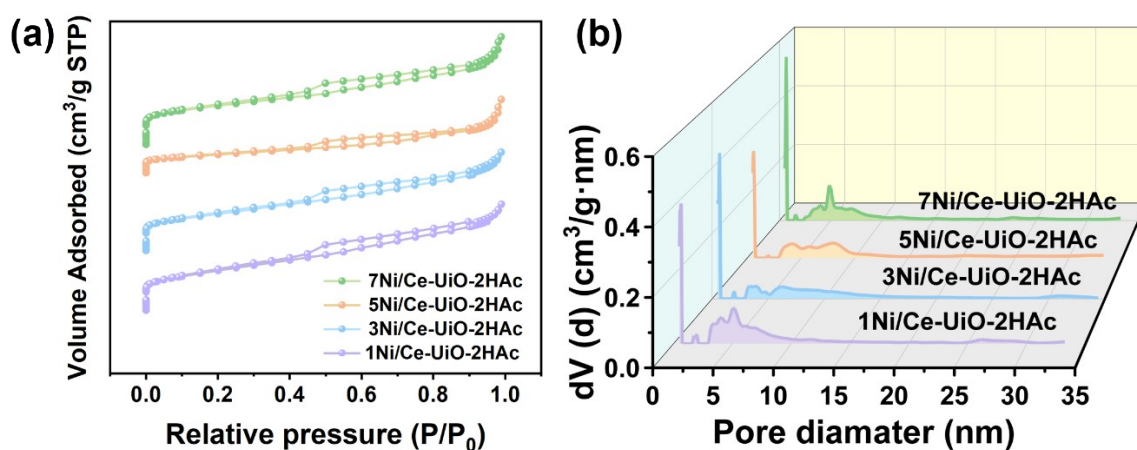 (a)
Volume Adsorbed (cm³/g STP)
7Ni/Ce-UiO-2HAc
5Ni/Ce-UiO-2HAc
3Ni/Ce-UiO-2HAc
1Ni/Ce-UiO-2HAc
0.0 0.2 0.4 0.6 0.8 1.0
Relative pressure (P/P₀)
(b)
dV (d) (cm³/g·nm)
0.6
0.4
0.2
0.0
7Ni/Ce-UiO-2HAc
5Ni/Ce-UiO-2HAc
3Ni/Ce-UiO-2HAc
1Ni/Ce-UiO-2HAc
0 5 10 15 20 25 30 35
Pore diamater (nm)